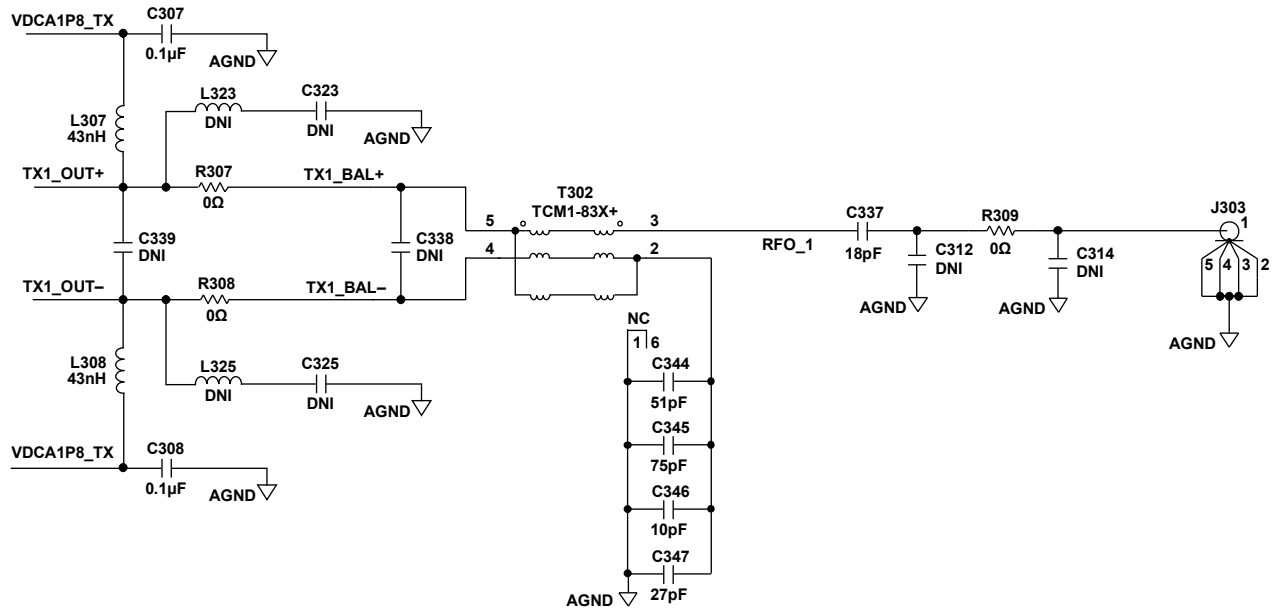 VDCA1P8_TX
C307
0.1µF
AGND
L307
43nH
L323
DNI
C323
DNI
AGND
TX1_OUT+
R307
0Ω
TX1_BAL+
C339
DNI
C338
DNI
TX1_OUT–
R308
0Ω
TX1_BAL–
T302
TCM1-83X+
5
4
3
2
RFO_1
C337
18pF
C312
DNI
AGND
R309
0Ω
C314
DNI
AGND
J303
1
5
4
3
2
AGND
L308
43nH
L325
DNI
C325
DNI
AGND
VDCA1P8_TX
C308
0.1µF
AGND
NC
1
6
C344
51pF
C345
75pF
C346
10pF
C347
27pF
AGND